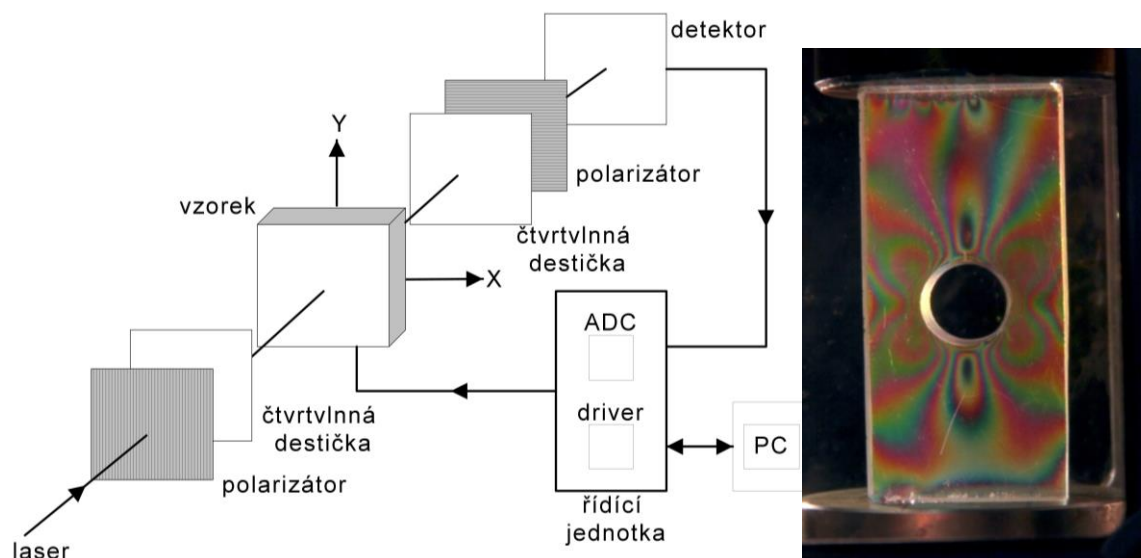 detektor
Y
polarizátor
vzorek
čtvrtvlnná
destička
X
ADC
driver
PC
čtvrtvlnná
destička
polarizátor
řídící
jednotka
laser